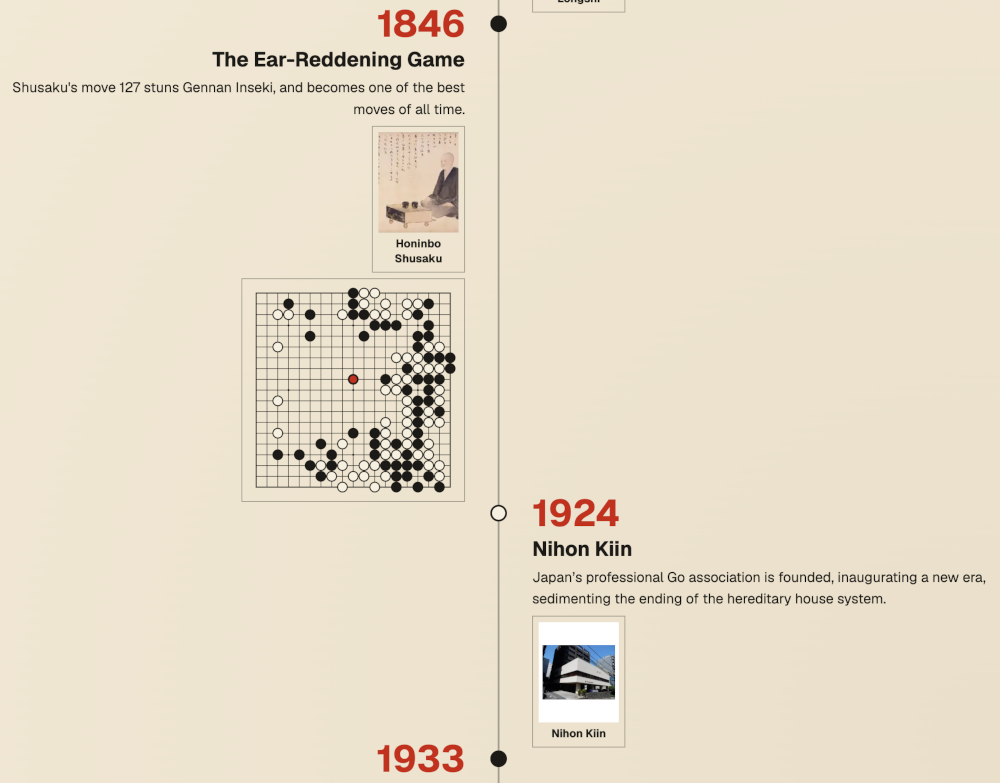 Longshi
1846
The Ear-Reddening Game
Shusaku's move 127 stuns Gennan Inseki, and becomes one of the best
moves of all time.
Honinbo
Shusaku
1924
Nihon Kiin
Japan’s professional Go association is founded, inaugurating a new era,
sedimenting the ending of the hereditary house system.
Nihon Kiin
1933